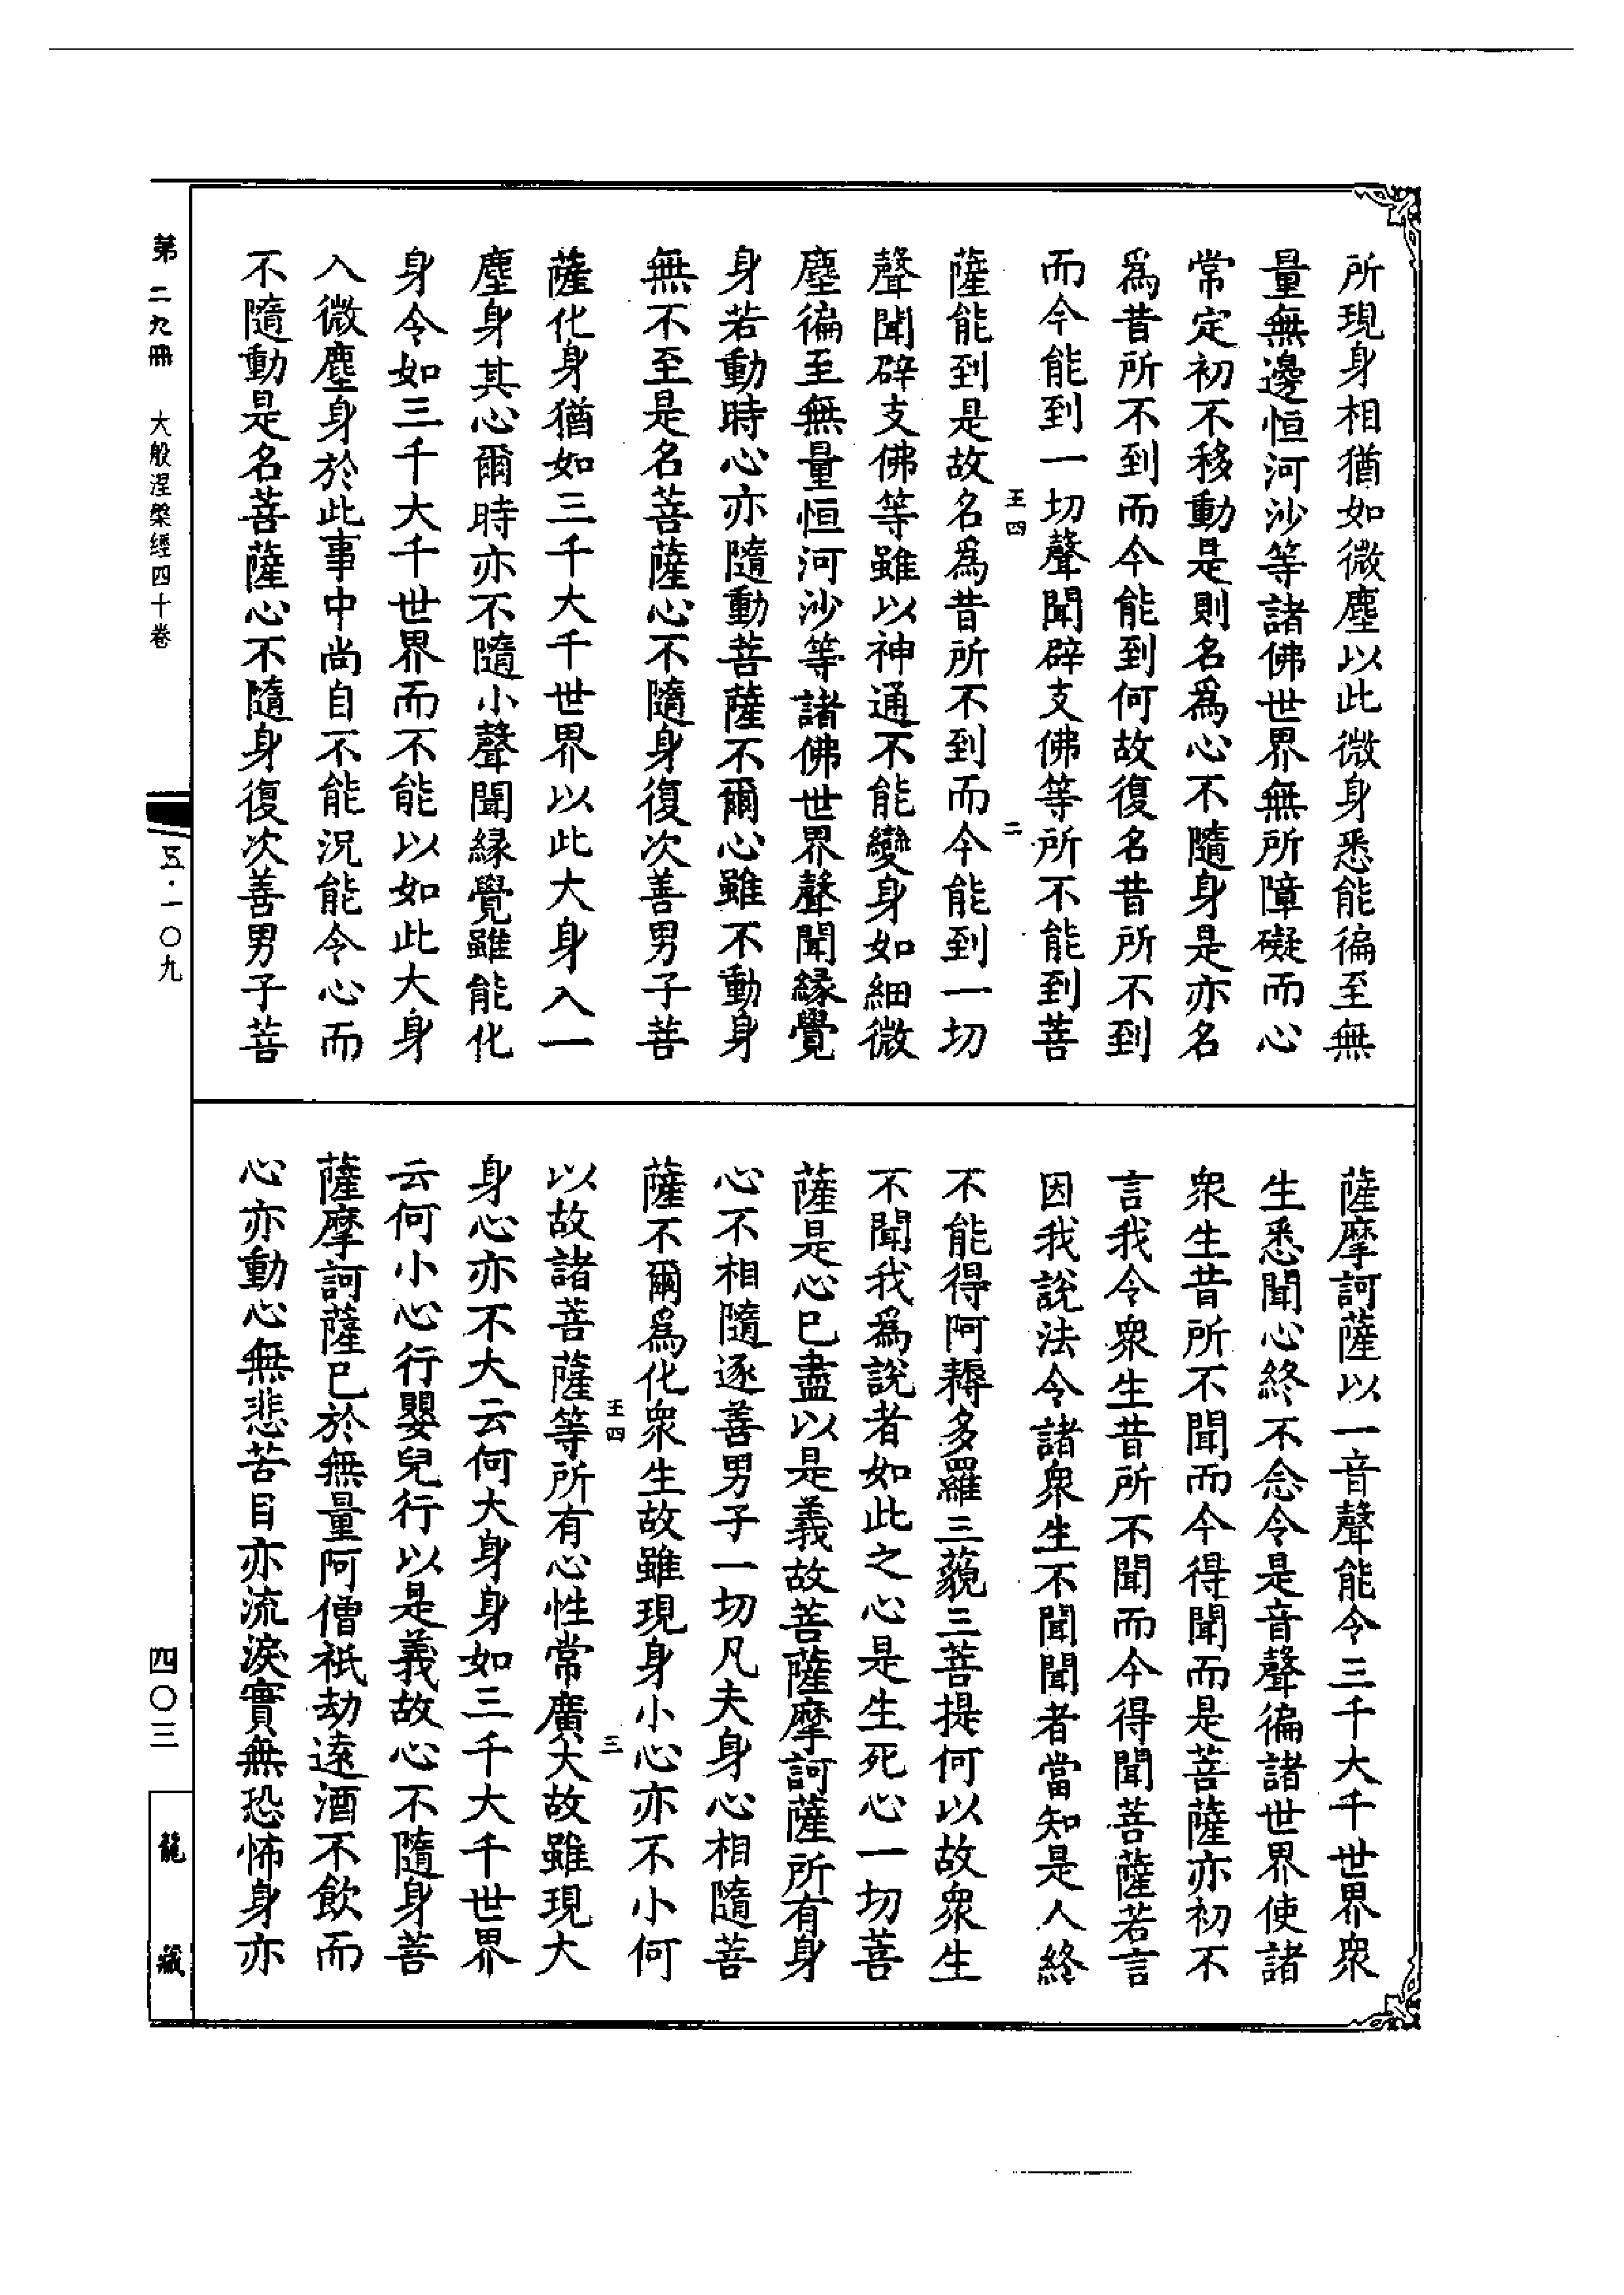 所現身相猶如微塵以此微身悉能徧至無
量無邊恒河沙等諸佛世界無所障礙而心
常定初不移動是則名為心不隨身是亦名
為昔所不到而今能到何故復名昔所不到
而今能到一切聲聞辟支佛等所不能到菩
王四
二
薩能到是故名為昔所不到而今能到一切
聲聞辟支佛等雖以神通不能變身如細微
塵徧至無量恒河沙等諸佛世界聲聞緣覺
身若動時心亦隨動菩薩不爾心雖不動身
無不至是名菩薩心不隨身復次善男子菩
薩化身猶如三千大千世界以此大身入一
塵身其心爾時亦不隨小聲聞緣覺雖能化
身令如三千大千世界而不能以如此大身
入微塵身於此事中尚自不能況能令心而
不隨動是名菩薩心不隨身復次善男子菩
薩摩訶薩以一音聲能令三千大千世界衆
生悉聞心終不念令是音聲徧諸世界使諸
衆生昔所不聞而今得聞而是菩薩亦初不
言我令衆生昔所不聞而今得聞菩薩若言
因我說法令諸衆生不聞聞者當知是人終
不能得阿耨多羅三藐三菩提何以故衆生
不聞我為說者如此之心是生死心一切菩
薩是心已盡以是義故菩薩摩訶薩所有身
心不相隨逐善男子一切凡夫身心相隨菩
薩不爾為化衆生故雖現身小心亦不小何
王四
三
以故諸菩薩等所有心性常廣大故雖現大
身心亦不大云何大身身如三千大千世界
云何小心行嬰兒行以是義故心不隨身菩
薩摩訶薩已於無量阿僧祇劫遠酒不飲而
心亦動心無悲苦目亦流淚實無恐怖身亦
第二九冊 大般涅槃經四十卷
五·一〇九
四〇三
龍藏